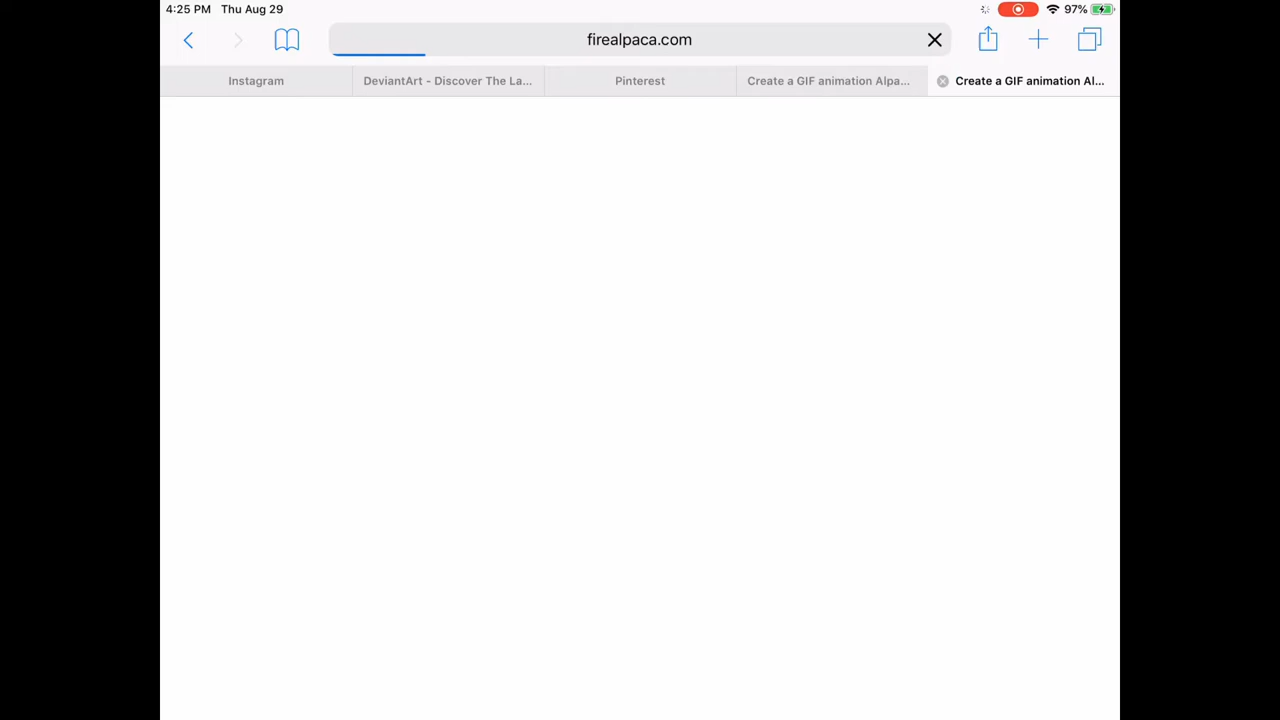 4:25 PM Thu Aug 29 97%
firealpaca.com
Instagram
DeviantArt - Discover The La...
Pinterest
Create a GIF animation Alpa...
Create a GIF animation Al...